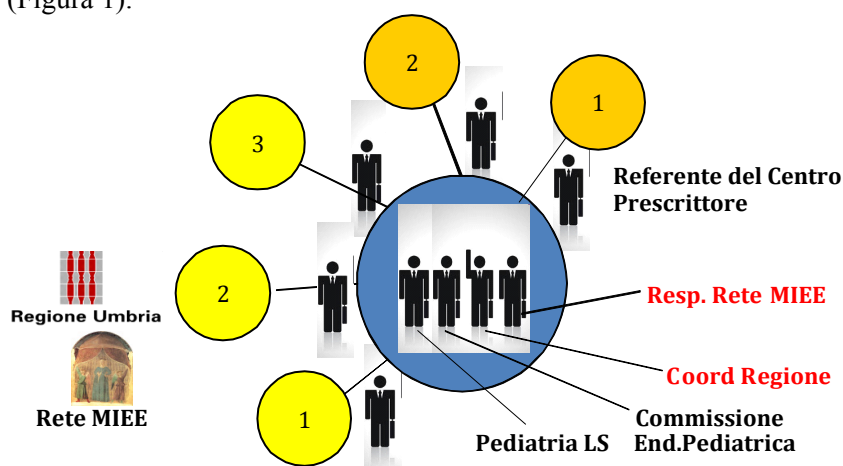 (Figura 1).
2
1
3
Referente del Centro
Prescrittore
2
Regione Umbria
Resp. Rete MIEE
Coord Regione
Rete MIEE
1
Commissione
Pediatria LS End.Pediatrica